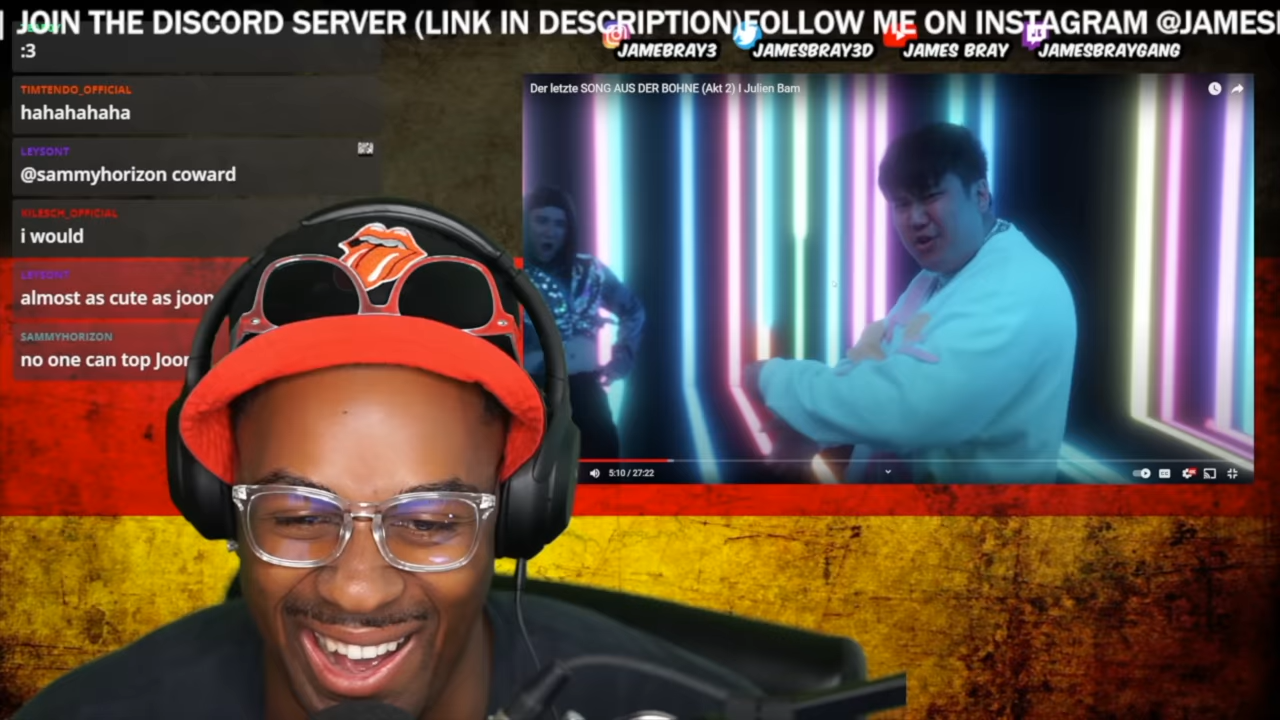 JOIN THE DISCORD SERVER (LINK IN DESCRIPTION)FOLLOW ME ON INSTAGRAM @JAMES
JAMEBRAY3
JAMESBRAY3D
JAMES BRAY
JAMESBRAYGANG
:3
TIMTENDO_OFFICIAL
hahahahaha
LEYSONT
@sammyhorizon coward
KILESCH_OFFICIAL
i would
LEYSONT
almost as cute as joon
SAMMYHORIZON
no one can top Joon
Der letzte SONG AUS DER BOHNE (Akt 2) I Julien Bam
5:10 / 27:22